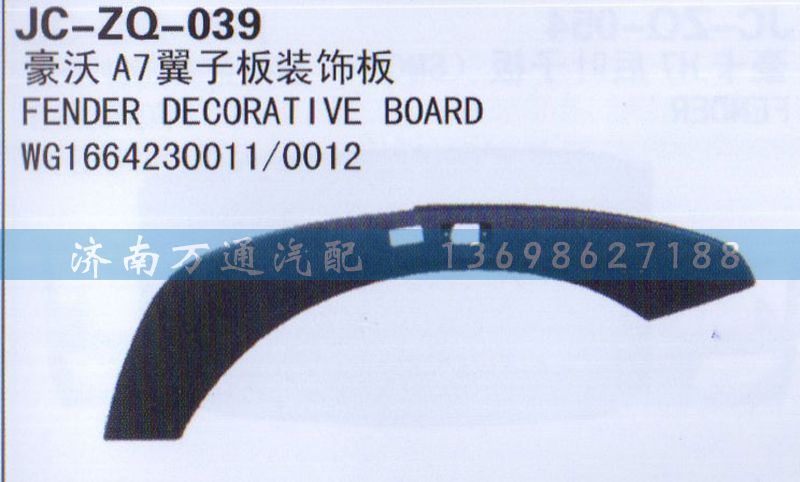 JC-ZQ-039
豪沃 A7翼子板装饰板
FENDER DECORATIVE BOARD
WG1664230011/0012
济南万通汽配 13698627188